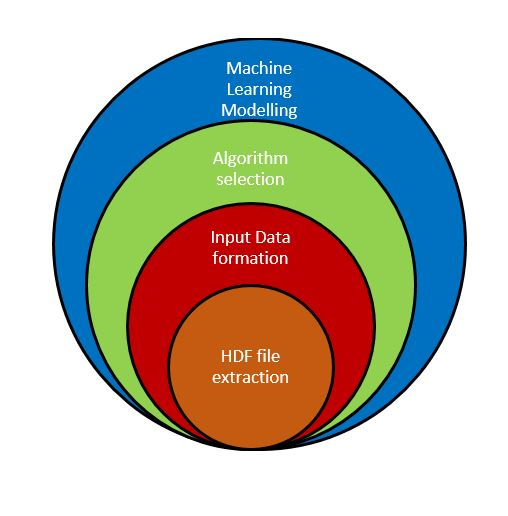 Machine
Learning
Modelling
Algorithm
selection
Input Data
formation
HDF file
extraction